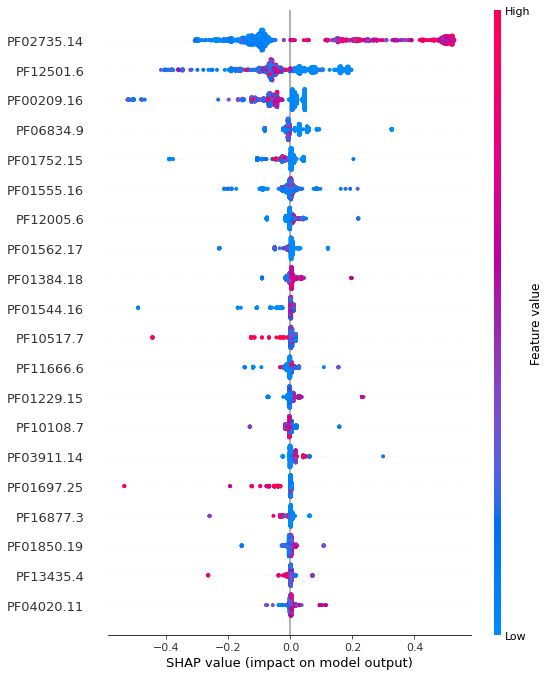 High
PF02735.14
PF12501.6
PF00209.16
PF06834.9
PF01752.15
PF01555.16
PF12005.6
PF01562.17
PF01384.18
PF01544.16
PF10517.7
PF11666.6
PF01229.15
PF10108.7
PF03911.14
PF01697.25
PF16877.3
PF01850.19
PF13435.4
PF04020.11
Feature value
Low
−0.4 −0.2 0.0 0.2 0.4
SHAP value (impact on model output)